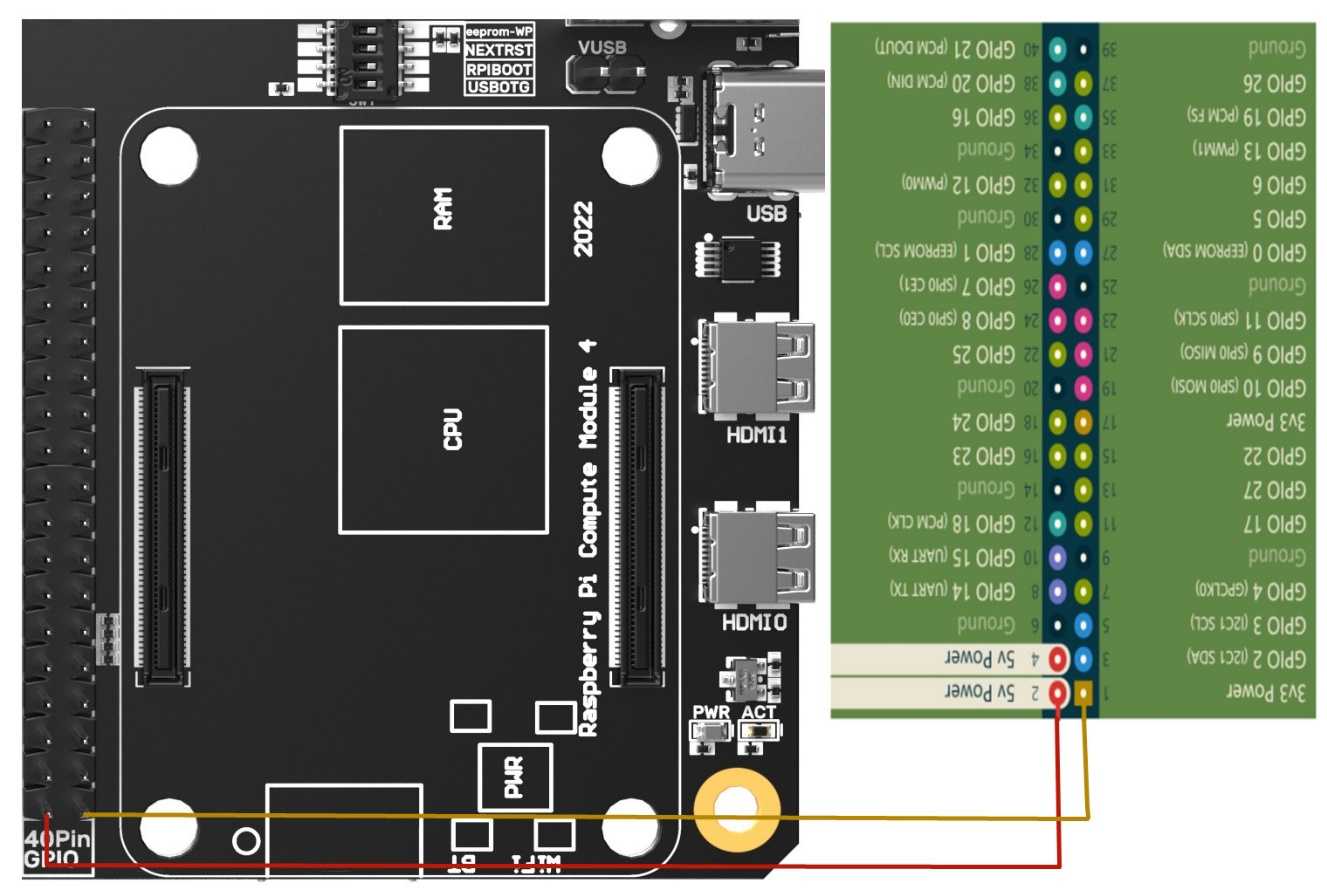 eeprom-WP
NEXTRST
RPIBOOT
USBOTG
VUSB
RAM
2022
USB
HDMI1
CPU
Raspberry Pi Compute Module 4
HDMI0
PWR ACT
PWR
40Pin
GPIO
WiFi BT
3v3 Power 1 2 5v Power
GPIO 2 (I2C1 SDA) 3 4 5v Power
GPIO 3 (I2C1 SCL) 5 6 Ground
GPIO 4 (GPCLK0) 7 8 GPIO 14 (UART TX)
Ground 9 10 GPIO 15 (UART RX)
GPIO 17 11 12 GPIO 18 (PCM CLK)
GPIO 27 13 14 Ground
GPIO 22 15 16 GPIO 23
3v3 Power 17 18 GPIO 24
GPIO 10 (SPI0 MOSI) 19 20 Ground
GPIO 9 (SPI0 MISO) 21 22 GPIO 25
GPIO 11 (SPI0 SCLK) 23 24 GPIO 8 (SPI0 CE0)
Ground 25 26 GPIO 7 (SPI0 CE1)
GPIO 0 (EEPROM SDA) 27 28 GPIO 1 (EEPROM SCL)
GPIO 5 29 30 Ground
GPIO 6 31 32 GPIO 12 (PWM0)
GPIO 13 (PWM1) 33 34 Ground
GPIO 19 (PCM FS) 35 36 GPIO 16
GPIO 26 37 38 GPIO 20 (PCM DIN)
Ground 39 40 GPIO 21 (PCM DOUT)